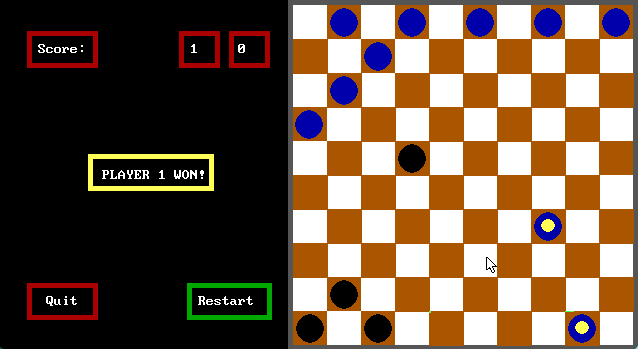 Score:
1
0
PLAYER 1 WON!
Quit
Restart